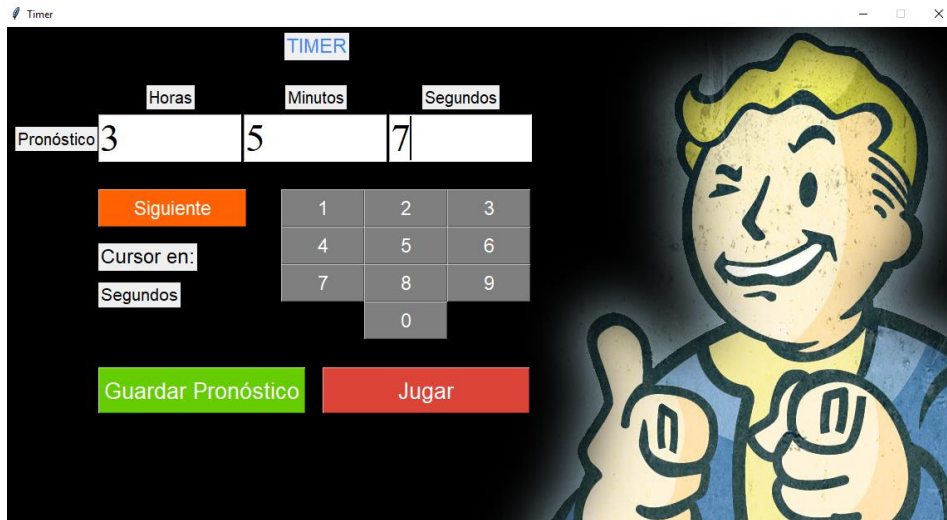 Timer
TIMER
Horas Minutos Segundos
Pronóstico 3 5 7
Siguiente 1 2 3
4 5 6
Cursor en:
7 8 9
Segundos
0
Guardar Pronóstico Jugar